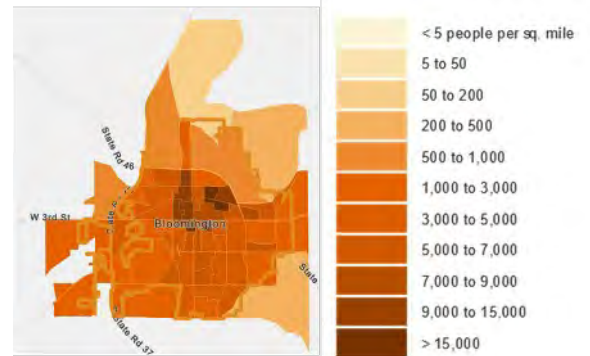 State Rd 46
W 3rd St
State R
Bloomington
State
State Rd 37
< 5 people per sq. mile
5 to 50
50 to 200
200 to 500
500 to 1,000
1,000 to 3,000
3,000 to 5,000
5,000 to 7,000
7,000 to 9,000
9,000 to 15,000
> 15,000